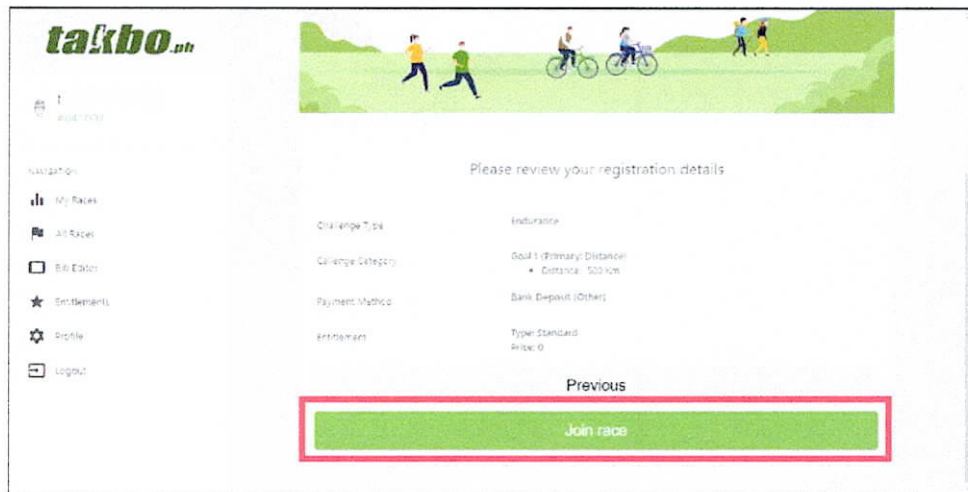 takbo.ph
1
NAVIGATION
My Races
All Races
Bib Editor
Entitlements
Profile
Logout
Please review your registration details
Challenge Type
Endurance
Category
Goal 1 (Primary: Distance)
• Distance: 500 Km
Payment Method
Bank Deposit (Other)
Entitlement
Type: Standard
Price: 0
Previous
Join race